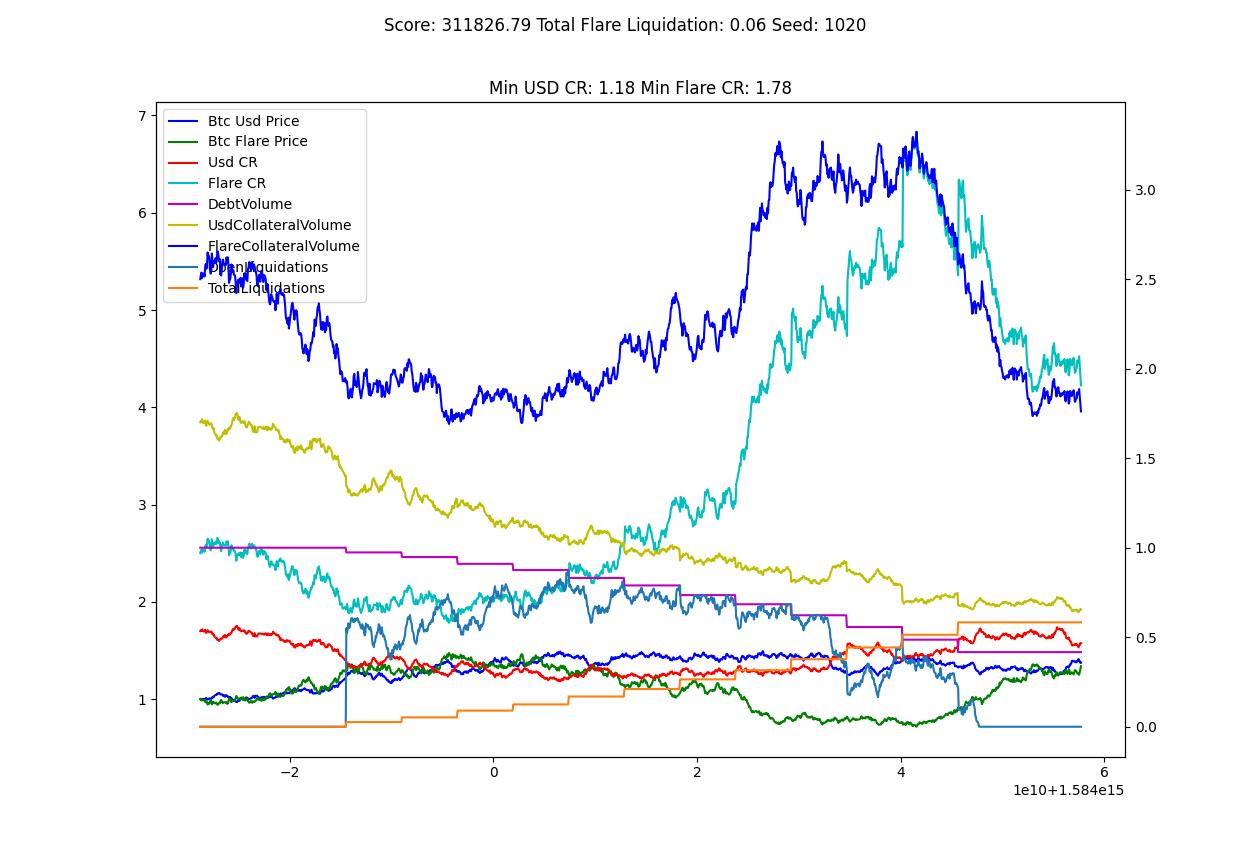 Score: 311826.79 Total Flare Liquidation: 0.06 Seed: 1020
Min USD CR: 1.18 Min Flare CR: 1.78
Btc Usd Price
Btc Flare Price
Usd CR
Flare CR
DebtVolume
UsdCollateralVolume
FlareCollateralVolume
OpenLiquidations
TotalLiquidations
7
6
5
4
3
2
1
3.0
2.5
2.0
1.5
1.0
0.5
0.0
−2 0 2 4 6
1e10+1.584e15